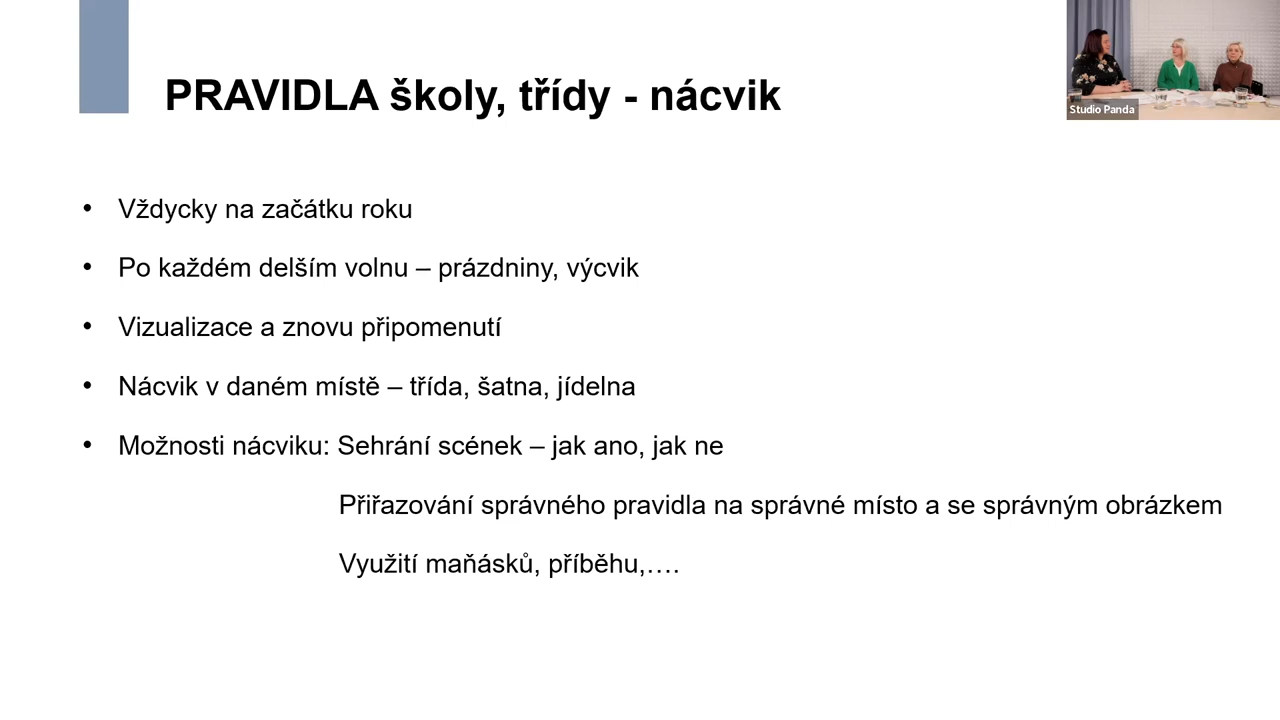 PRAVIDLA školy, třídy - nácvik
Studio Panda
• Vždycky na začátku roku
• Po každém delším volnu – prázdniny, výcvik
• Vizualizace a znovu připomenutí
• Nácvik v daném místě – třída, šatna, jídelna
• Možnosti nácviku: Sehrání scének – jak ano, jak ne
Přiřazování správného pravidla na správné místo a se správným obrázkem
Využití maňásků, příběhu,….